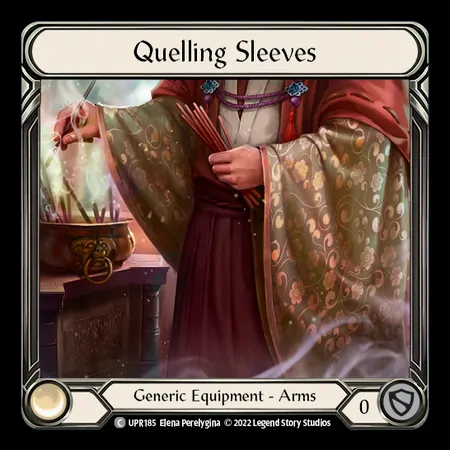 Quelling Sleeves
Generic Equipment - Arms
0
C UPR185 Elena Perelygina © 2022 Legend Story Studios